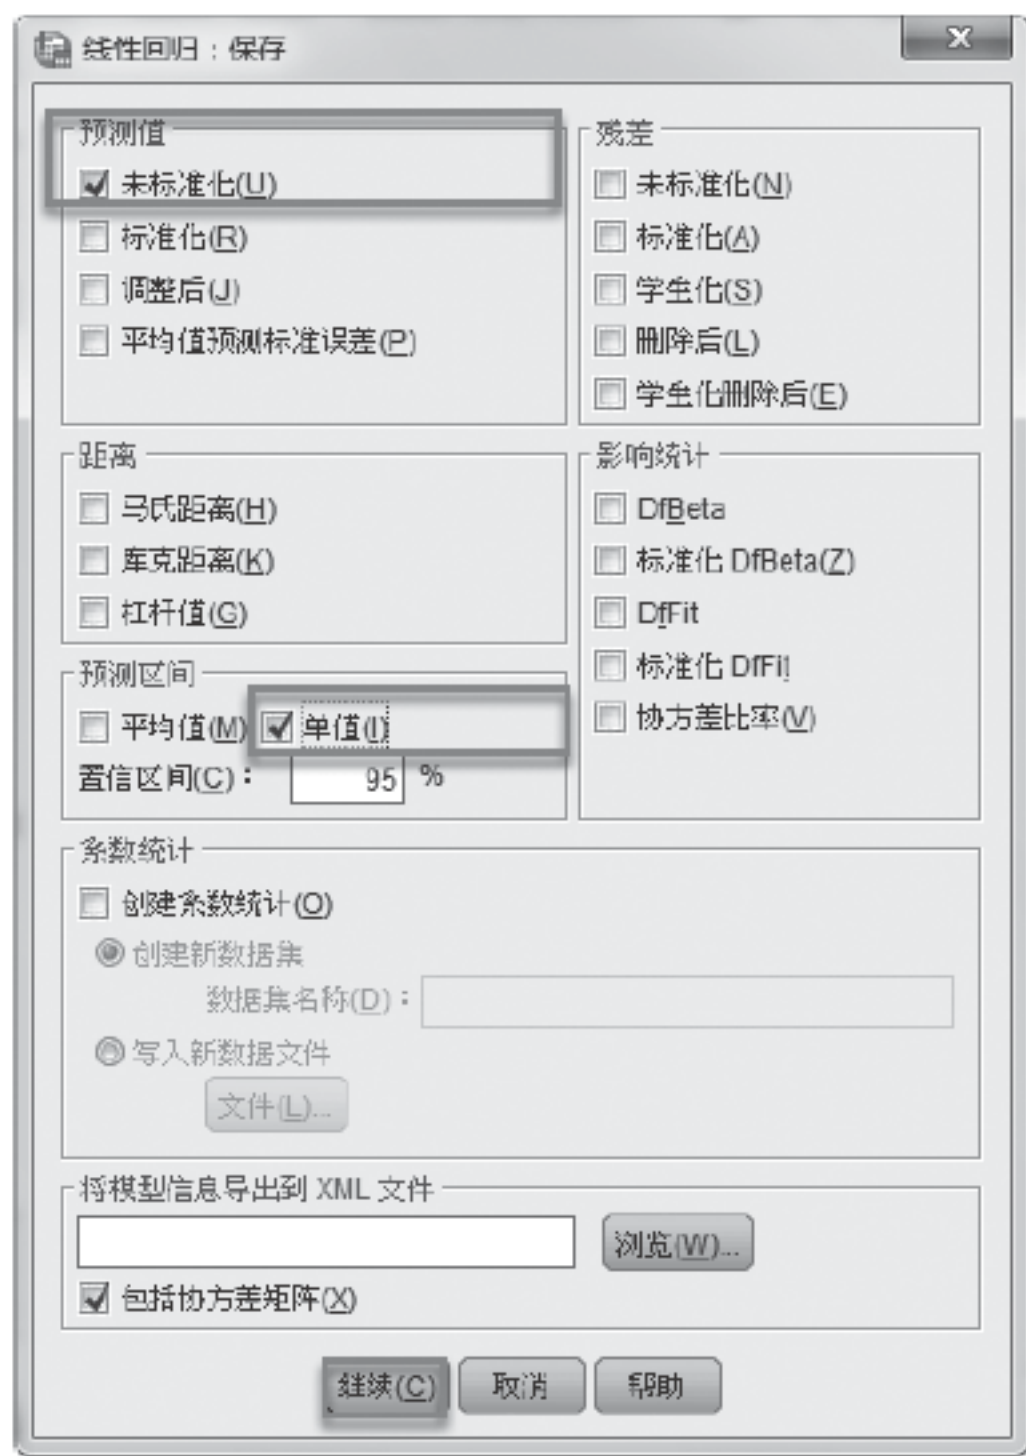 线性回归：保存
预测值
未标准化(U)
标准化(R)
调整后(J)
平均值预测标准误差(P)
残差
未标准化(N)
标准化(A)
学生化(S)
删除后(L)
学生化删除后(E)
距离
马氏距离(H)
库克距离(K)
杠杆值(G)
影响统计
DfBeta
标准化 DfBeta(Z)
DfFit
标准化 DfFit
协方差比率(V)
预测区间
平均值(M) 单值(I)
置信区间(C)： 95 %
系数统计
创建系数统计(O)
创建新数据集
数据集名称(D)：
写入新数据文件
文件(L)...
将模型信息导出到 XML 文件
浏览(W)...
包括协方差矩阵(X)
继续(C) 取消 帮助